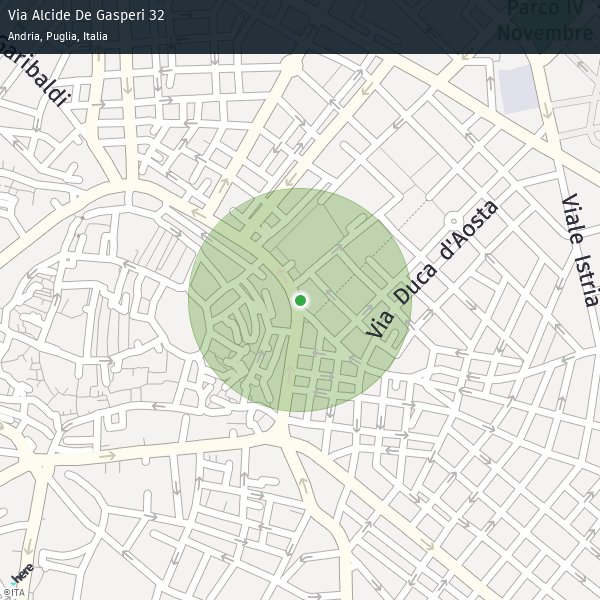 Via Alcide De Gasperi 32
Andria, Puglia, Italia
Parco IV
Novembre
Garibaldi
Viale Istria
Via Duca d'Aosta
here
©ITA